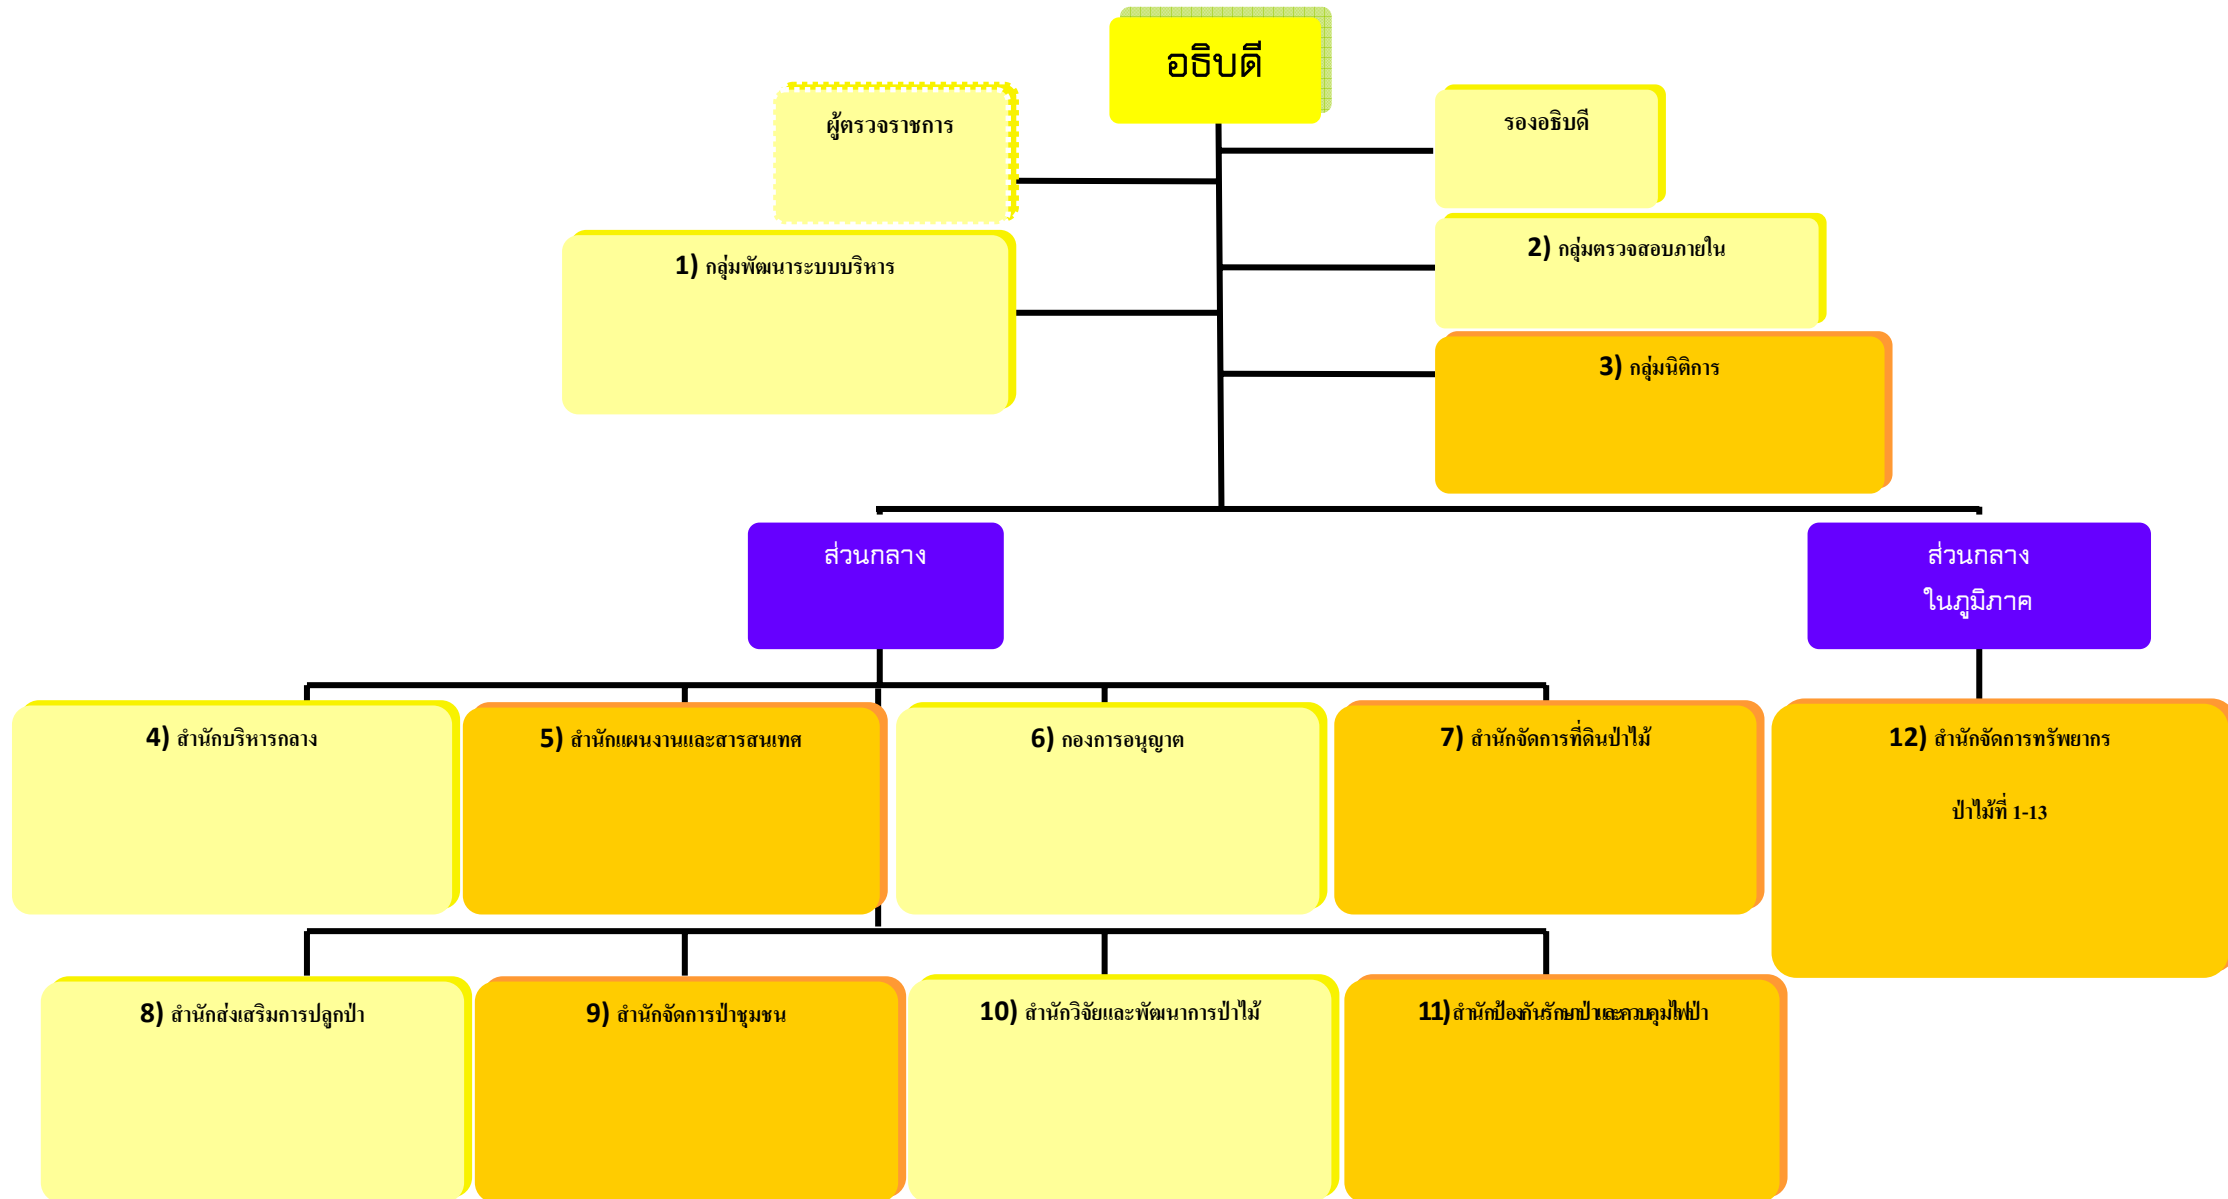 อธิบดี
ผู้ตรวจราชการ
รองอธิบดี
1) กลุ่มพัฒนาระบบบริหาร
2) กลุ่มตรวจสอบภายใน
3) กลุ่มนิติการ
ส่วนกลาง
ส่วนกลาง
ในภูมิภาค
4) สำนักบริหารกลาง
5) สำนักแผนงานและสารสนเทศ
6) กองการอนุญาต
7) สำนักจัดการที่ดินป่าไม้
12) สำนักจัดการทรัพยากร
ป่าไม้ที่ 1-13
8) สำนักส่งเสริมการปลูกป่า
9) สำนักจัดการป่าชุมชน
10) สำนักวิจัยและพัฒนาการป่าไม้
11) สำนักป้องกันรักษาป่าและควบคุมไฟป่า